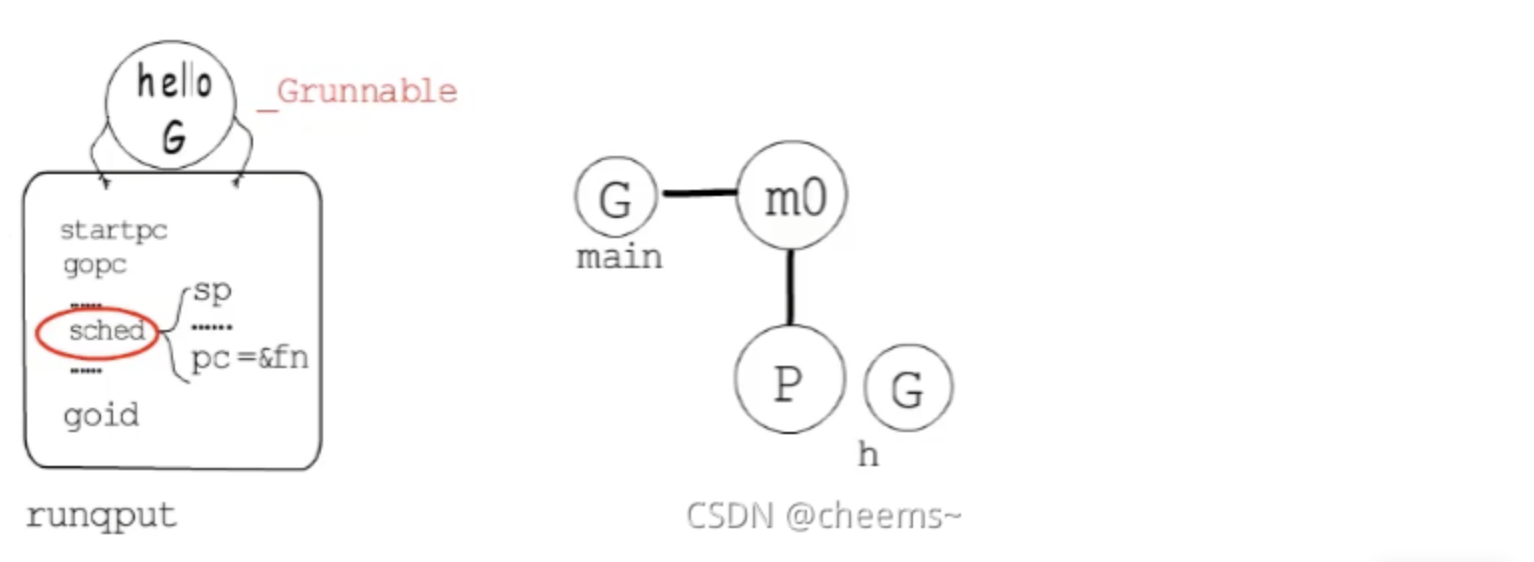 hello
G
_Grunnable
startpc
gopc
......
sched
......
goid
sp
......
pc=&fn
runqput
G
main
m0
P
G
h
CSDN @cheems~